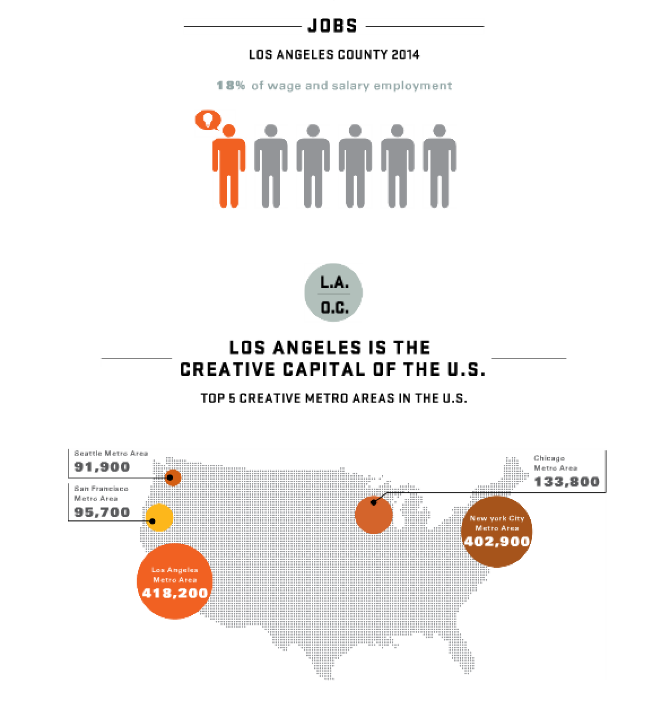 JOBS
LOS ANGELES COUNTY 2014
18% of wage and salary employment
L.A.
O.C.
LOS ANGELES IS THE
CREATIVE CAPITAL OF THE U.S.
TOP 5 CREATIVE METRO AREAS IN THE U.S.
Seattle Metro Area
91,900
San Francisco
Metro Area
95,700
Los Angeles
Metro Area
418,200
Chicago
Metro Area
133,800
New york City
Metro Area
402,900